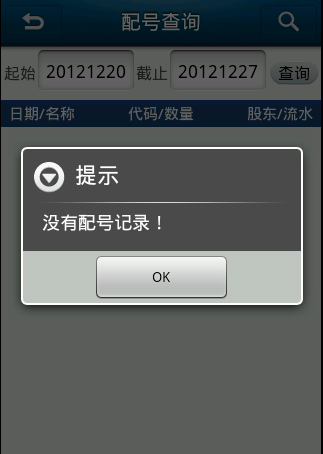 配号查询
起始 20121220 截止 20121227 查询
日期/名称 代码/数量 股东/流水
提示
没有配号记录！
OK